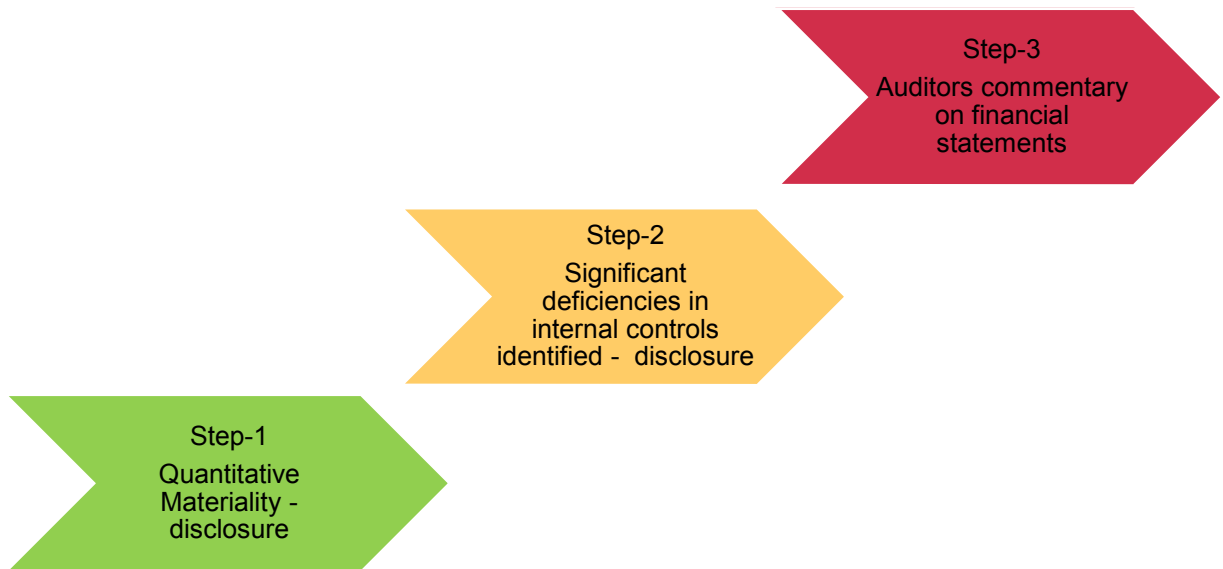 Step-3
Auditors commentary
on financial
statements
Step-2
Significant
deficiencies in
internal controls
identified -  disclosure
Step-1
Quantitative
Materiality -
disclosure